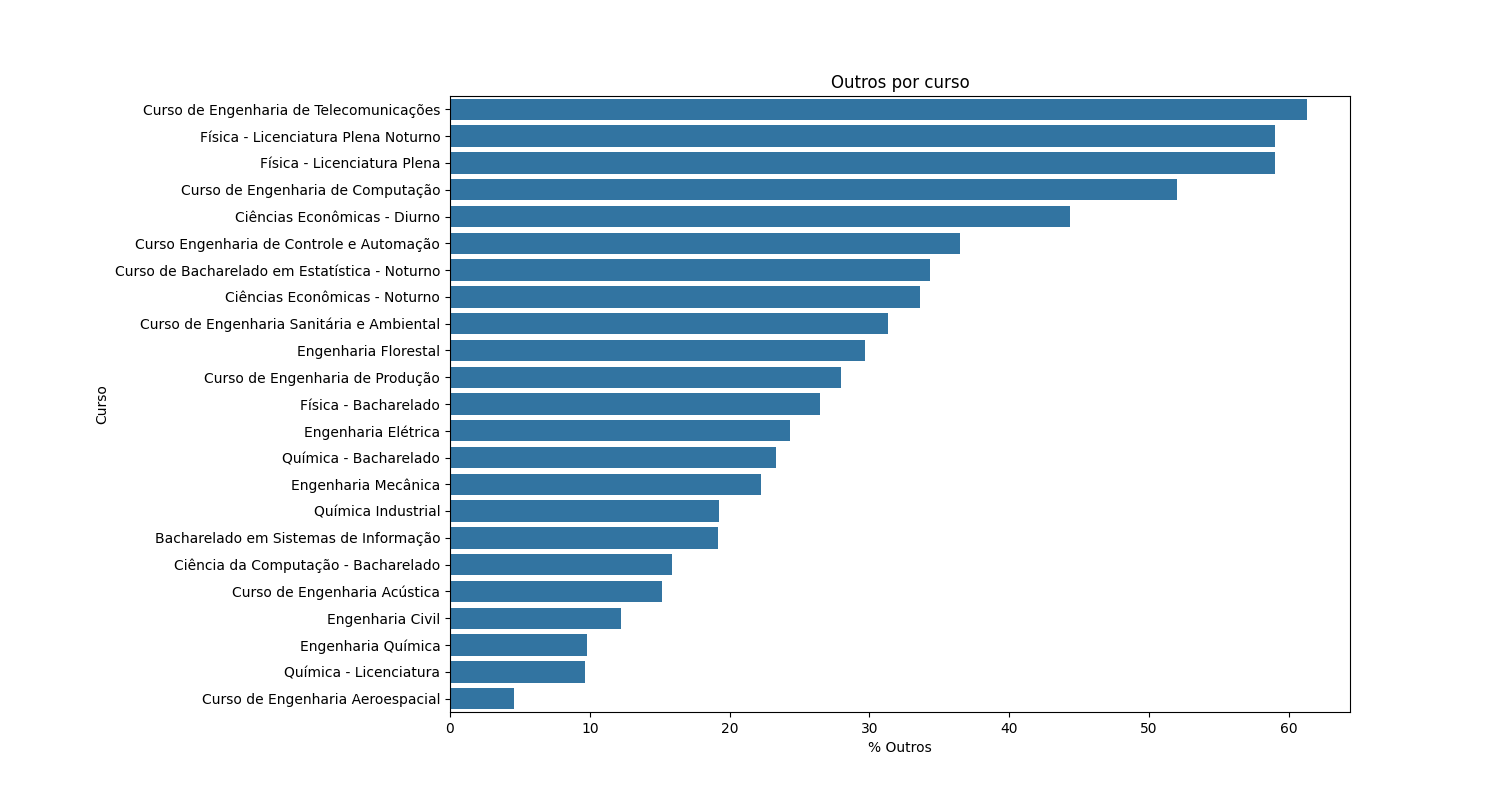 Outros por curso
Curso de Engenharia de Telecomunicações
Física - Licenciatura Plena Noturno
Física - Licenciatura Plena
Curso de Engenharia de Computação
Ciências Econômicas - Diurno
Curso Engenharia de Controle e Automação
Curso de Bacharelado em Estatística - Noturno
Ciências Econômicas - Noturno
Curso de Engenharia Sanitária e Ambiental
Engenharia Florestal
Curso de Engenharia de Produção
Física - Bacharelado
Engenharia Elétrica
Química - Bacharelado
Engenharia Mecânica
Química Industrial
Bacharelado em Sistemas de Informação
Ciência da Computação - Bacharelado
Curso de Engenharia Acústica
Engenharia Civil
Engenharia Química
Química - Licenciatura
Curso de Engenharia Aeroespacial
Curso
0 10 20 30 40 50 60
% Outros